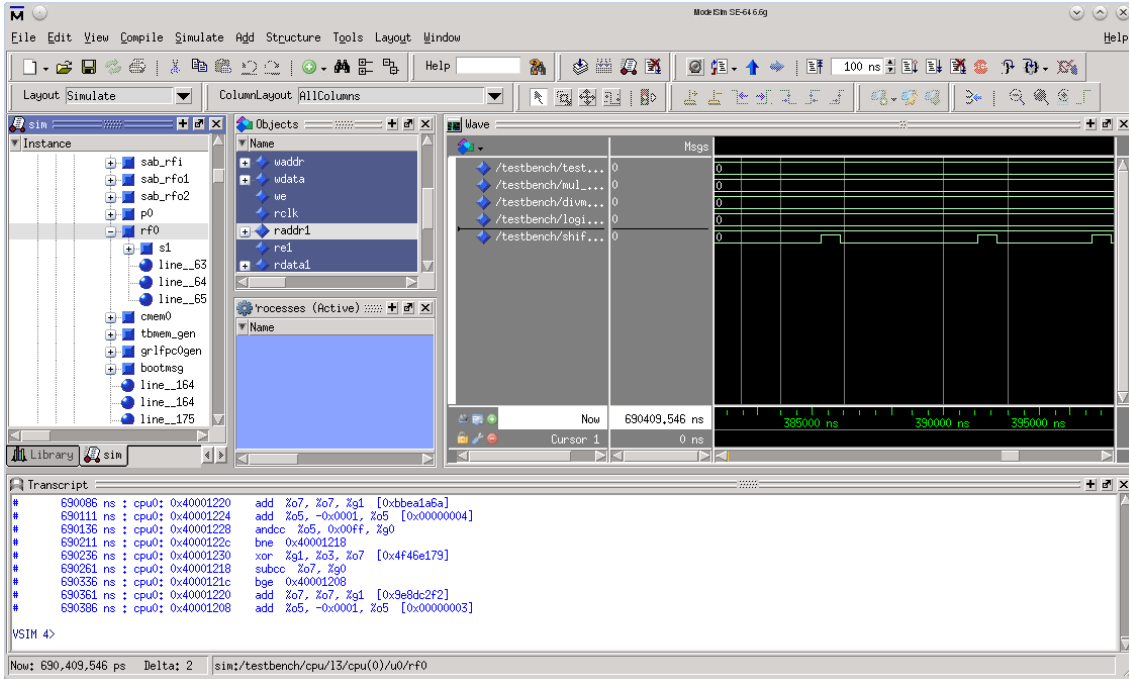 M ModelSim SE-64 6.6g
File Edit View Compile Simulate Add Structure Tools Layout Window Help
Help 100 ns
Layout Simulate ColumnLayout AllColumns
sim
Instance
sab_rfi
sab_rfo1
sab_rfo2
p0
rf0
s1
line__63
line__64
line__65
cmem0
tbmem_gen
grlfpc0gen
bootmsg
line__164
line__164
line__175
Library sim
Objects
Name
waddr
wdata
we
rclk
raddr1
re1
rdata1
rocesses (Active)
Name
Wave
Msgs
/testbench/test... 0 0
/testbench/mul_... 0 0
/testbench/divm... 0 0
/testbench/logi... 0 0
/testbench/shif... 0 0
Now 690409,546 ns 385000 ns 390000 ns 395000 ns
Cursor 1 0 ns
Transcript
# 690086 ns : cpu0: 0x40001220 add %o7, %o7, %g1 [0xbbea1a6a]
# 690111 ns : cpu0: 0x40001224 add %o5, -0x0001, %o5 [0x00000004]
# 690136 ns : cpu0: 0x40001228 andcc %o5, 0x00ff, %g0
# 690211 ns : cpu0: 0x4000122c bne 0x40001218
# 690236 ns : cpu0: 0x40001230 xor %g1, %o3, %o7 [0x4f46e179]
# 690261 ns : cpu0: 0x40001218 subcc %o7, %g0
# 690336 ns : cpu0: 0x4000121c bge 0x40001208
# 690361 ns : cpu0: 0x40001220 add %o7, %o7, %g1 [0x9e8dc2f2]
# 690386 ns : cpu0: 0x40001208 add %o5, -0x0001, %o5 [0x00000003]
VSIM 4>
Now: 690,409,546 ps Delta: 2 sim:/testbench/cpu/l3/cpu(0)/u0/rf0